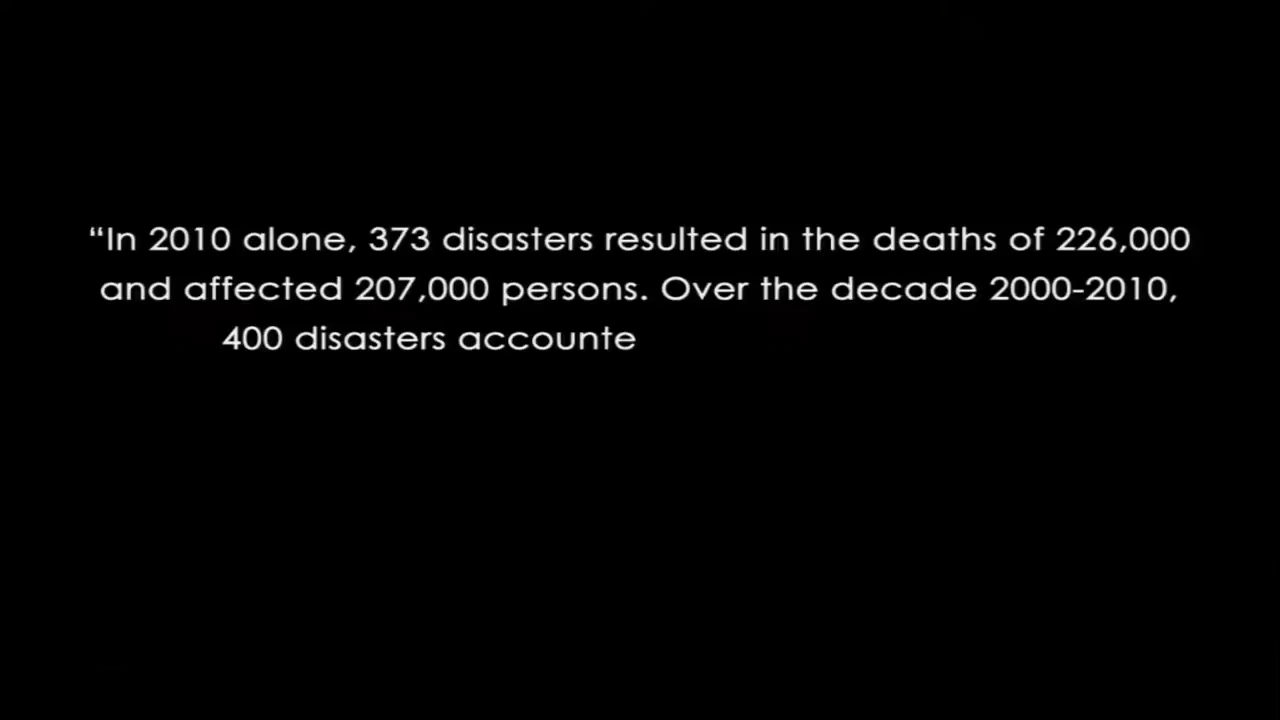 “In 2010 alone, 373 disasters resulted in the deaths of 226,000
and affected 207,000 persons. Over the decade 2000-2010,
400 disasters accounte